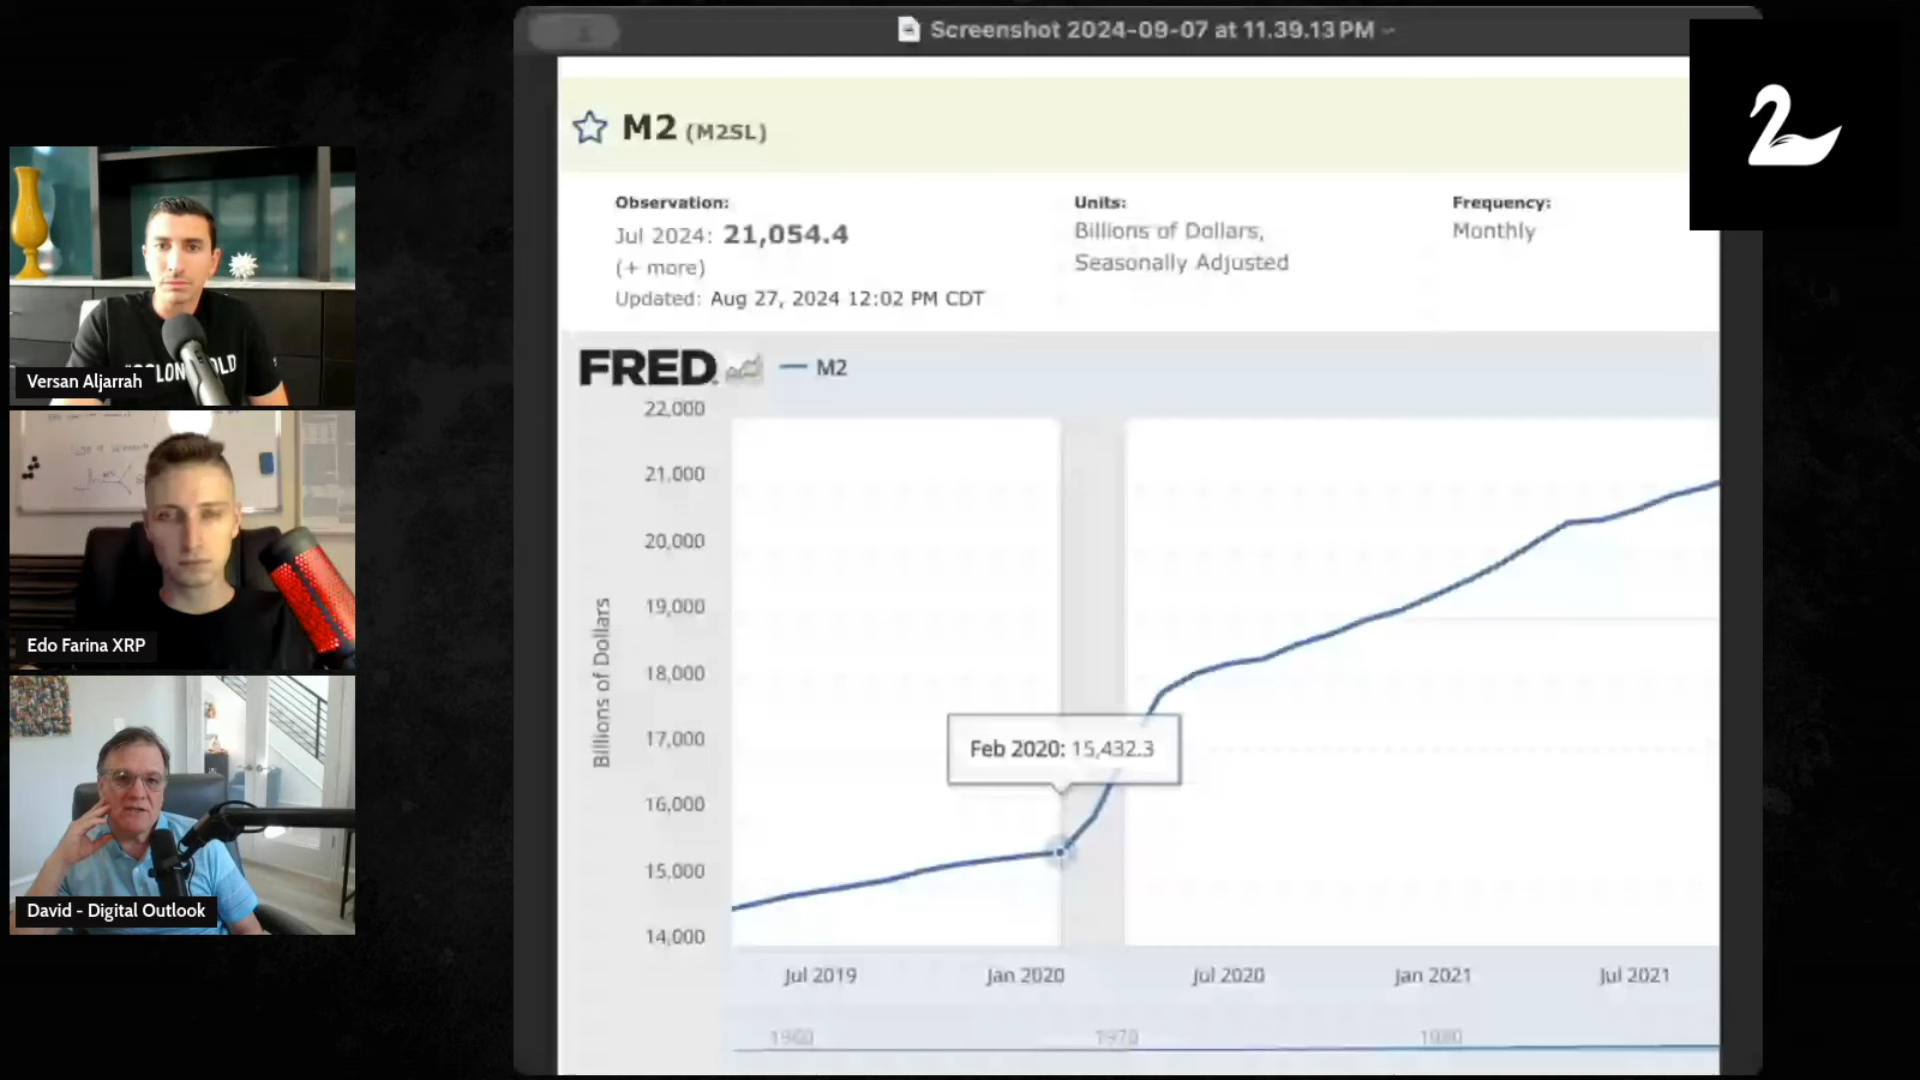 Screenshot 2024-09-07 at 11.39.13 PM
M2 (M2SL)
Observation:
Jul 2024: 21,054.4
(+ more)
Updated: Aug 27, 2024 12:02 PM CDT
Units:
Billions of Dollars,
Seasonally Adjusted
Frequency:
Monthly
FRED
M2
22,000
21,000
20,000
19,000
18,000
17,000
16,000
15,000
14,000
Billions of Dollars
Feb 2020: 15,432.3
Jul 2019
Jan 2020
Jul 2020
Jan 2021
Jul 2021
1960
1970
1980
Versan Aljarrah
Edo Farina XRP
David - Digital Outlook